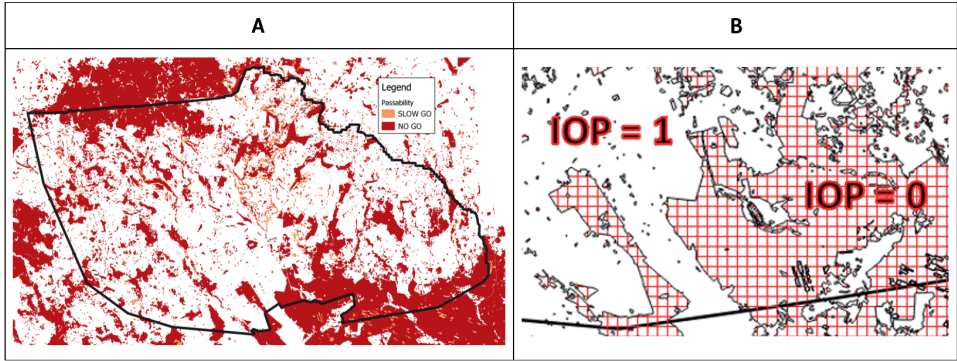 A
B
Legend
Passability
SLOW GO
NO GO
IOP = 1
IOP = 0